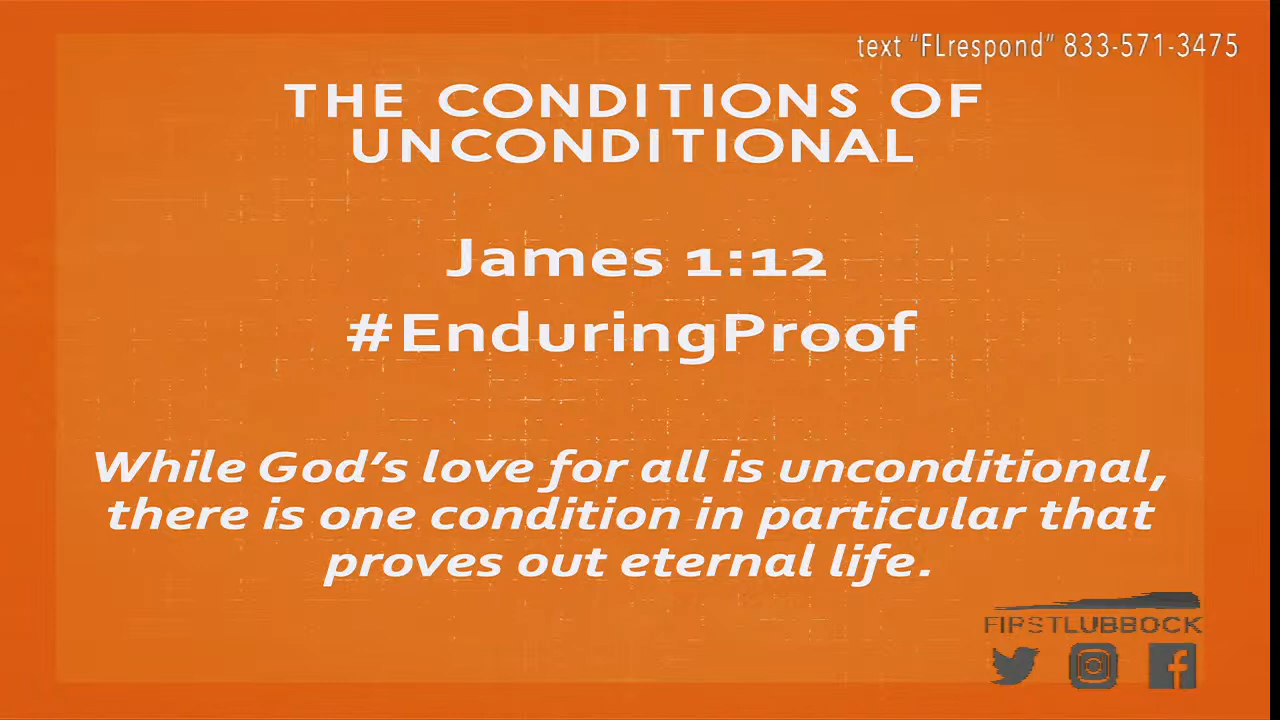 text “FLrespond” 833-571-3475
THE CONDITIONS OF
UNCONDITIONAL
James 1:12
#EnduringProof
While God’s love for all is unconditional,
there is one condition in particular that
proves out eternal life.
FIRSTLUBBOCK